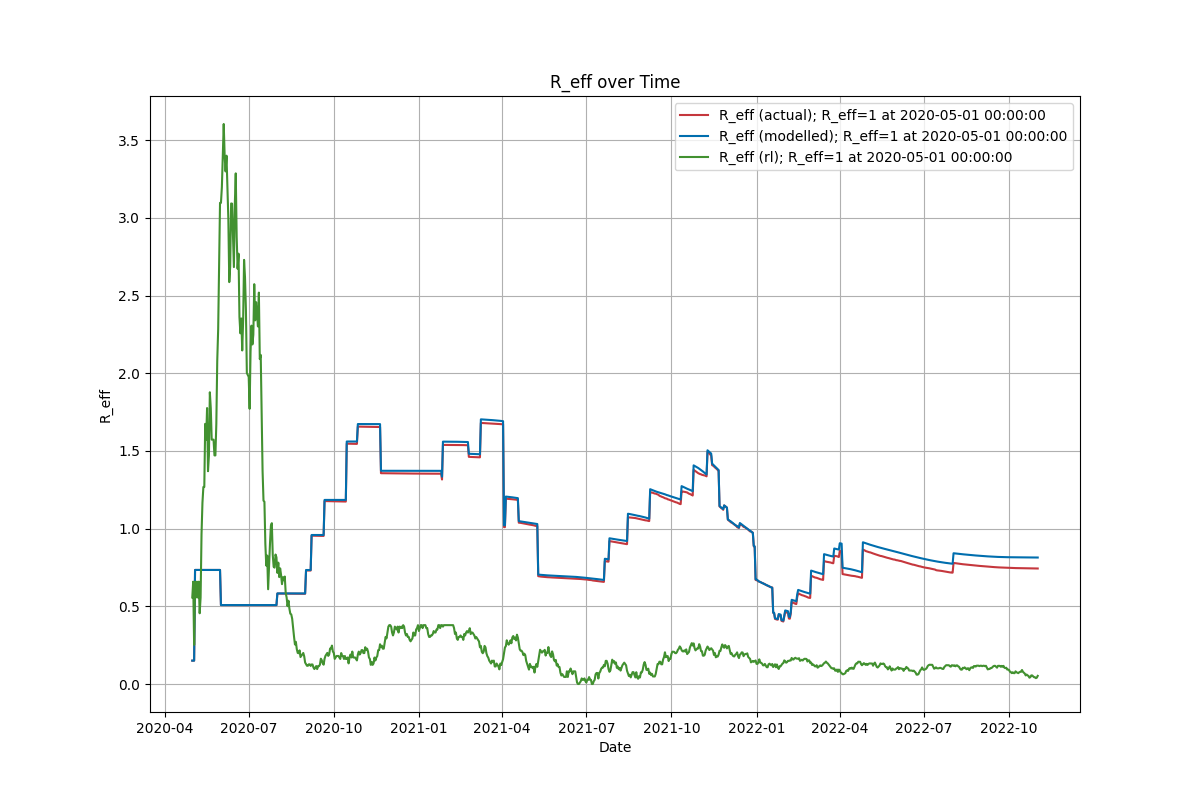 R_eff over Time
R_eff (actual); R_eff=1 at 2020-05-01 00:00:00
R_eff (modelled); R_eff=1 at 2020-05-01 00:00:00
R_eff (rl); R_eff=1 at 2020-05-01 00:00:00
3.5
3.0
2.5
2.0
1.5
1.0
0.5
0.0
R_eff
2020-04 2020-07 2020-10 2021-01 2021-04 2021-07 2021-10 2022-01 2022-04 2022-07 2022-10
Date